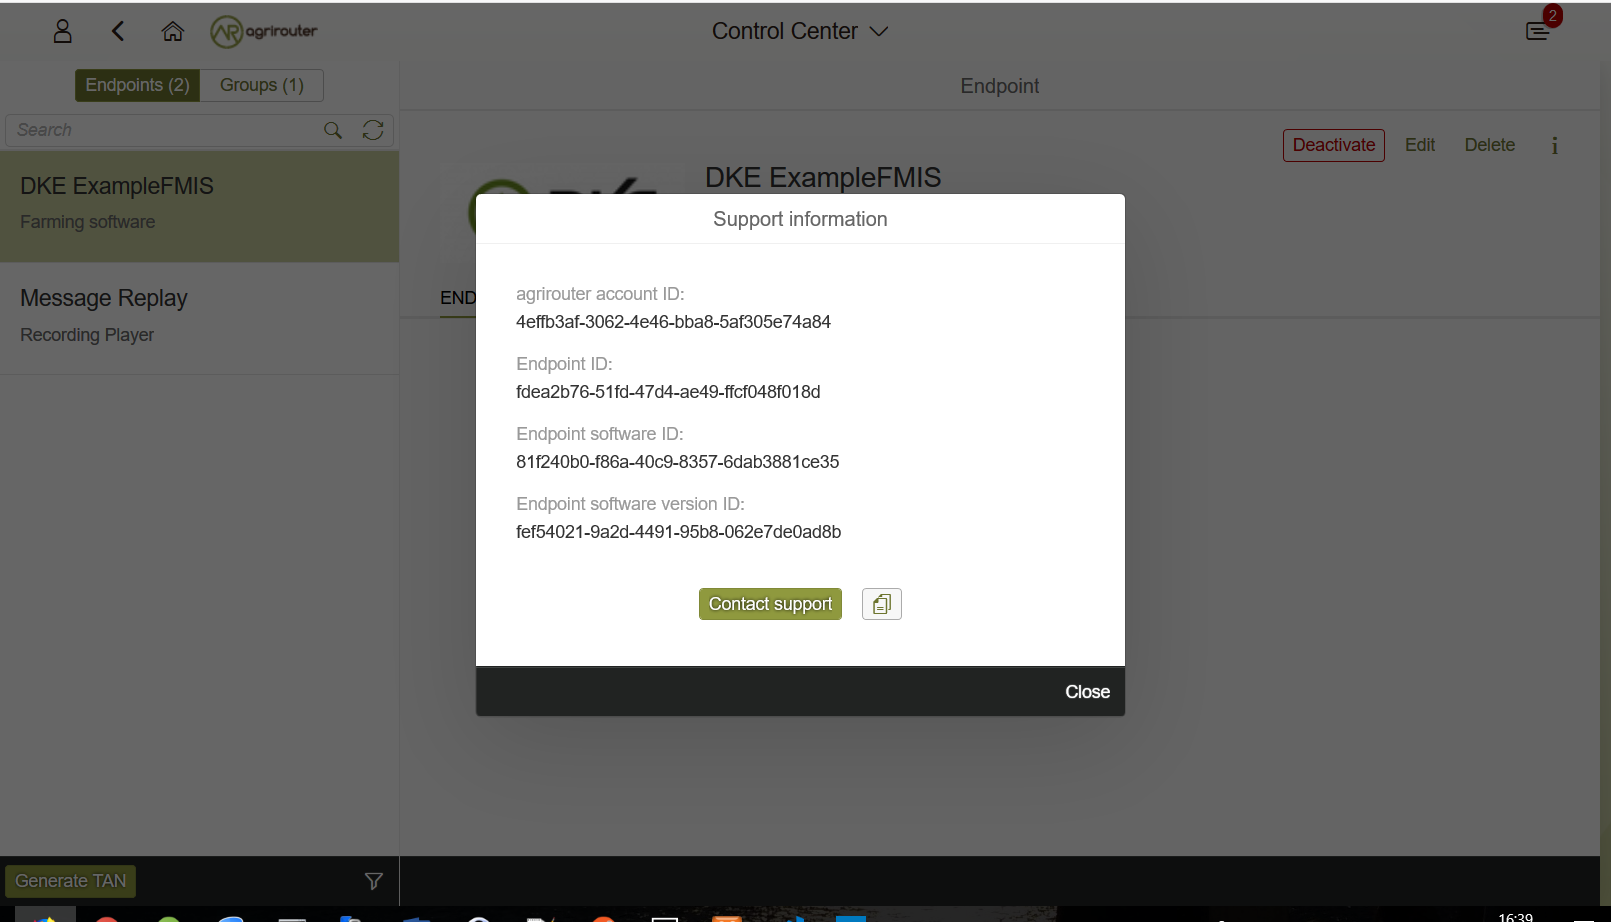 agrirouter
Control Center
2
Endpoints (2)
Groups (1)
Endpoint
Search
Deactivate
Edit
Delete
i
DKE ExampleFMIS
Farming software
DKE ExampleFMIS
Message Replay
Recording Player
END
Support information
agrirouter account ID:
4effb3af-3062-4e46-bba8-5af305e74a84
Endpoint ID:
fdea2b76-51fd-47d4-ae49-ffcf048f018d
Endpoint software ID:
81f240b0-f86a-40c9-8357-6dab3881ce35
Endpoint software version ID:
fef54021-9a2d-4491-95b8-062e7de0ad8b
Contact support
Close
Generate TAN
16:39